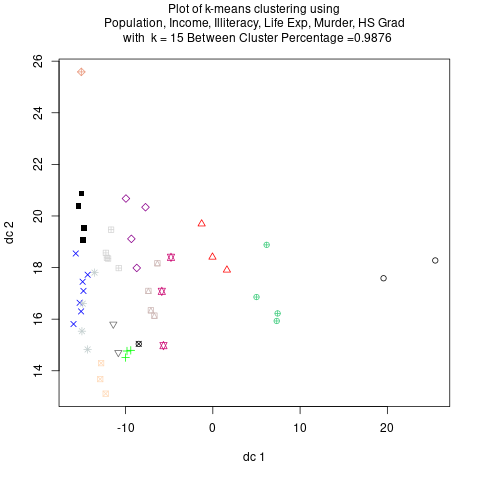 Plot of k-means clustering using
Population, Income, Illiteracy, Life Exp, Murder, HS Grad
with k = 15 Between Cluster Percentage =0.9876
26
24
22
20
18
16
14
dc 2
-10
0
10
20
dc 1